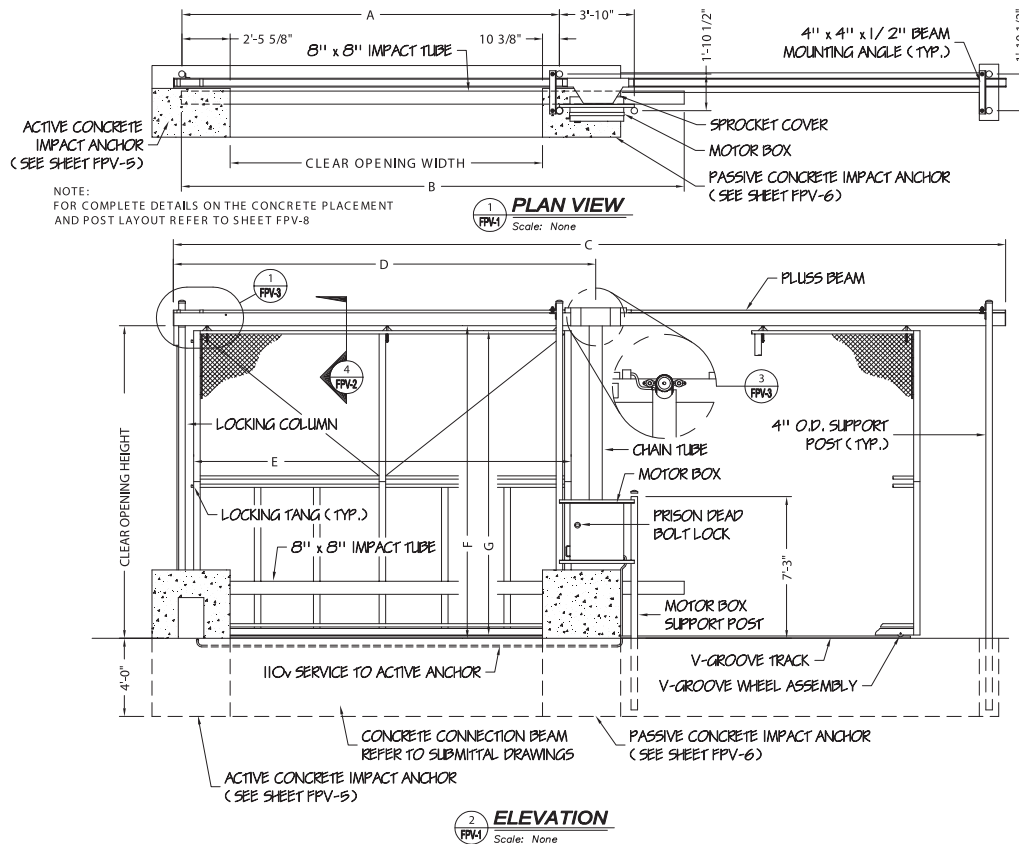 A
3'-10"
2'-5 5/8"
8" x 8" IMPACT TUBE
10 3/8"
1'-10 1/2"
4" x 4" x 1/2" BEAM
MOUNTING ANGLE (TYP.)
ACTIVE CONCRETE
IMPACT ANCHOR
(SEE SHEET FPV-5)
SPROCKET COVER
MOTOR BOX
CLEAR OPENING WIDTH
PASSIVE CONCRETE IMPACT ANCHOR
(SEE SHEET FPV-6)
B
NOTE:
FOR COMPLETE DETAILS ON THE CONCRETE PLACEMENT
AND POST LAYOUT REFER TO SHEET FPV-8
1
FPV-1
PLAN VIEW
Scale: None
C
D
1
FPV-3
PLUSS BEAM
4
FPV-2
3
FPV-3
LOCKING COLUMN
4" O.D. SUPPORT
POST (TYP.)
CLEAR OPENING HEIGHT
E
CHAIN TUBE
MOTOR BOX
LOCKING TANG (TYP.)
PRISON DEAD
BOLT LOCK
F
G
8" x 8" IMPACT TUBE
7'-3"
MOTOR BOX
SUPPORT POST
4'-0"
110v SERVICE TO ACTIVE ANCHOR
V-GROOVE TRACK
V-GROOVE WHEEL ASSEMBLY
CONCRETE CONNECTION BEAM
REFER TO SUBMITTAL DRAWINGS
PASSIVE CONCRETE IMPACT ANCHOR
(SEE SHEET FPV-6)
ACTIVE CONCRETE IMPACT ANCHOR
(SEE SHEET FPV-5)
2
FPV-1
ELEVATION
Scale: None